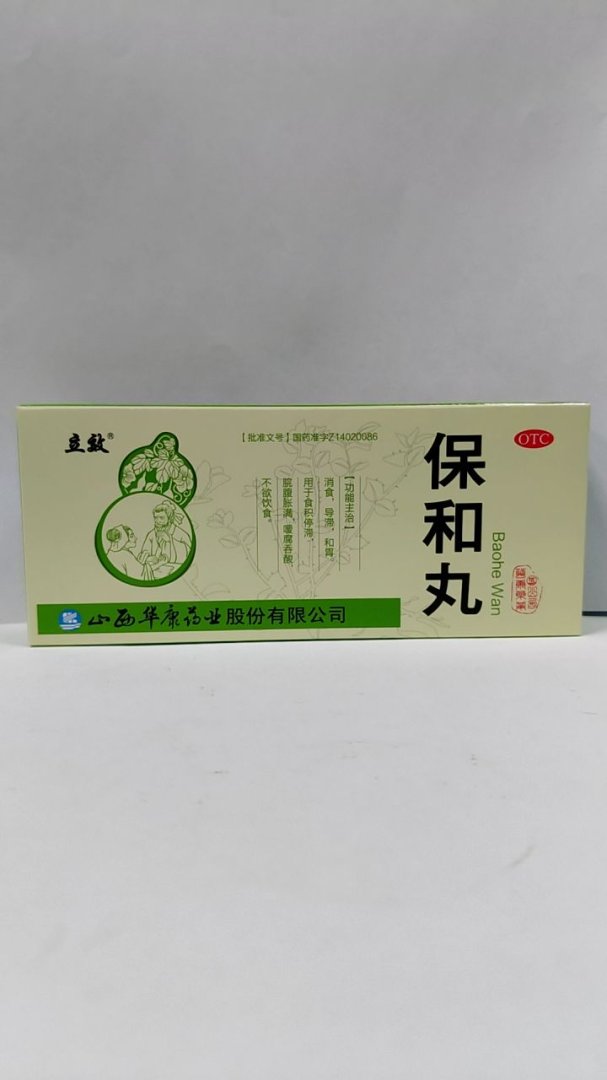 立效®
【批准文号】国药准字Z14020086
OTC
保和丸
Baohe Wan
【功能主治】
消食，导滞，和胃。
用于食积停滞，
脘腹胀满，嗳腐吞酸
不欲饮食。
山西华康药业股份有限公司